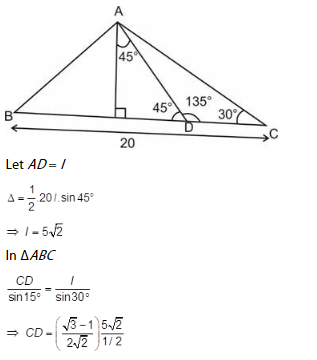 A
45°
B
45°
135°
30°
D
C
20
Let AD = l
Δ = 1/2 .20 l. sin 45°
⇒ l = 5√2
In ΔABC
CD/sin15° = l/sin30°
⇒ CD = ((√3 − 1)/2√2) 5√2/1/2